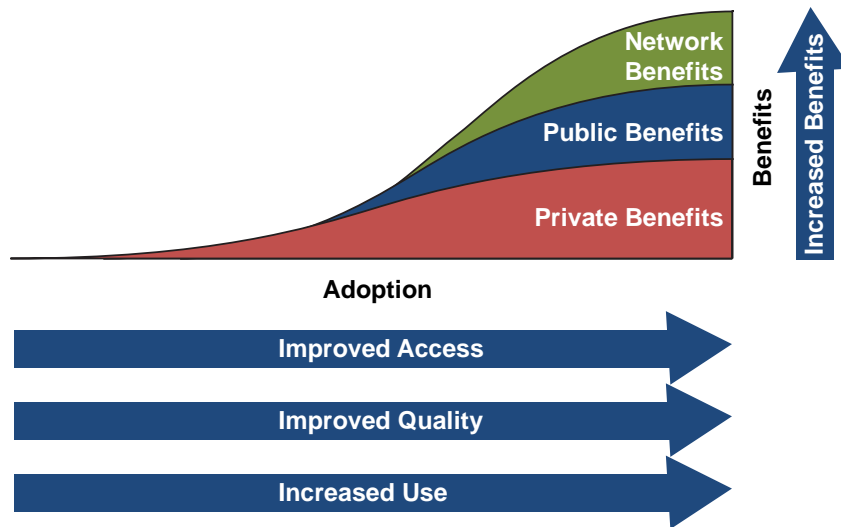 Network
Benefits
Public Benefits
Private Benefits
Benefits
Increased Benefits
Adoption
Improved Access
Improved Quality
Increased Use